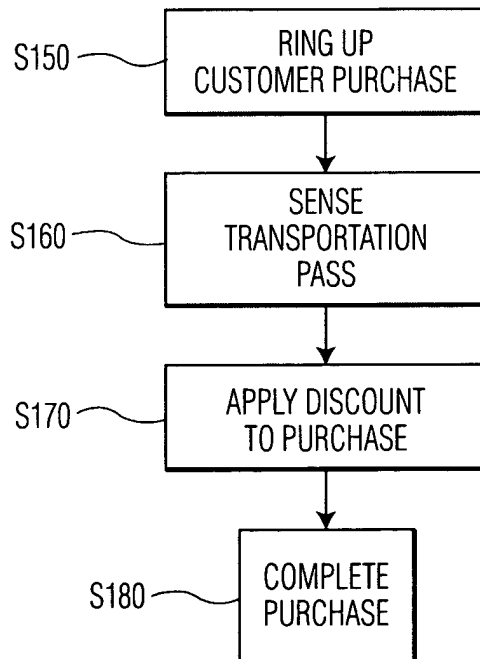 S150
RING UP
CUSTOMER PURCHASE
S160
SENSE
TRANSPORTATION
PASS
S170
APPLY DISCOUNT
TO PURCHASE
S180
COMPLETE
PURCHASE